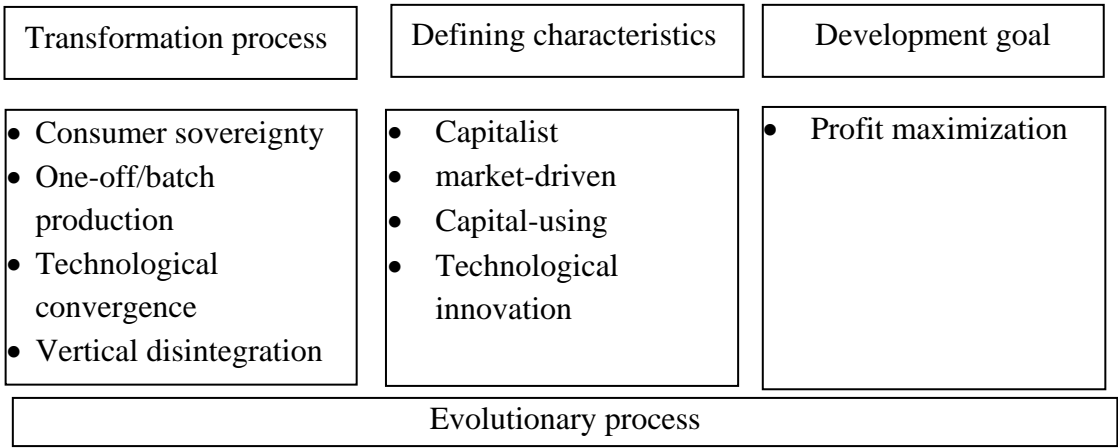 Transformation process
Defining characteristics
Development goal
• Consumer sovereignty
• One-off/batch
production
• Technological
convergence
• Vertical disintegration
• Capitalist
• market-driven
• Capital-using
• Technological
innovation
• Profit maximization
Evolutionary process